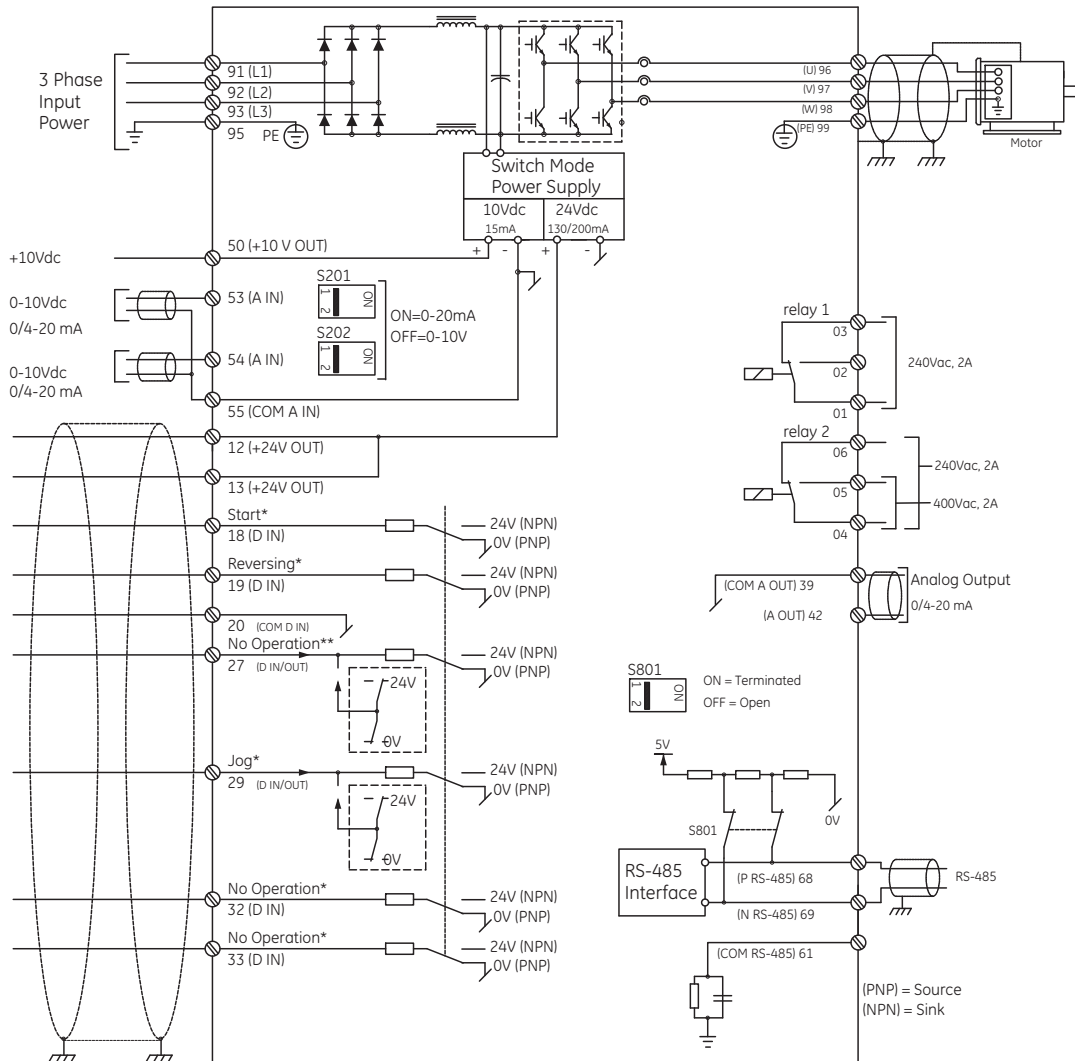 3 Phase
Input
Power
91 (L1)
92 (L2)
93 (L3)
95 PE
(U) 96
(V) 97
(W) 98
(PE) 99
Motor
Switch Mode
Power Supply
10Vdc
15mA
24Vdc
130/200mA
+ - + -
+10Vdc
50 (+10 V OUT)
0-10Vdc
0/4-20 mA
53 (A IN)
S201
1 2 ON
ON=0-20mA
OFF=0-10V
S202
1 2 ON
0-10Vdc
0/4-20 mA
54 (A IN)
55 (COM A IN)
12 (+24V OUT)
13 (+24V OUT)
Start*
18 (D IN)
24V (NPN)
0V (PNP)
Reversing*
19 (D IN)
24V (NPN)
0V (PNP)
20 (COM D IN)
No Operation**
27 (D IN/OUT)
24V (NPN)
0V (PNP)
24V
0V
Jog*
29 (D IN/OUT)
24V (NPN)
0V (PNP)
24V
0V
No Operation*
32 (D IN)
24V (NPN)
0V (PNP)
No Operation*
33 (D IN)
24V (NPN)
0V (PNP)
relay 1
03
02
01
240Vac, 2A
relay 2
06
05
04
240Vac, 2A
400Vac, 2A
(COM A OUT) 39
(A OUT) 42
Analog Output
0/4-20 mA
S801
1 2 ON
ON = Terminated
OFF = Open
5V
0V
S801
RS-485
Interface
(P RS-485) 68
(N RS-485) 69
RS-485
(COM RS-485) 61
(PNP) = Source
(NPN) = Sink